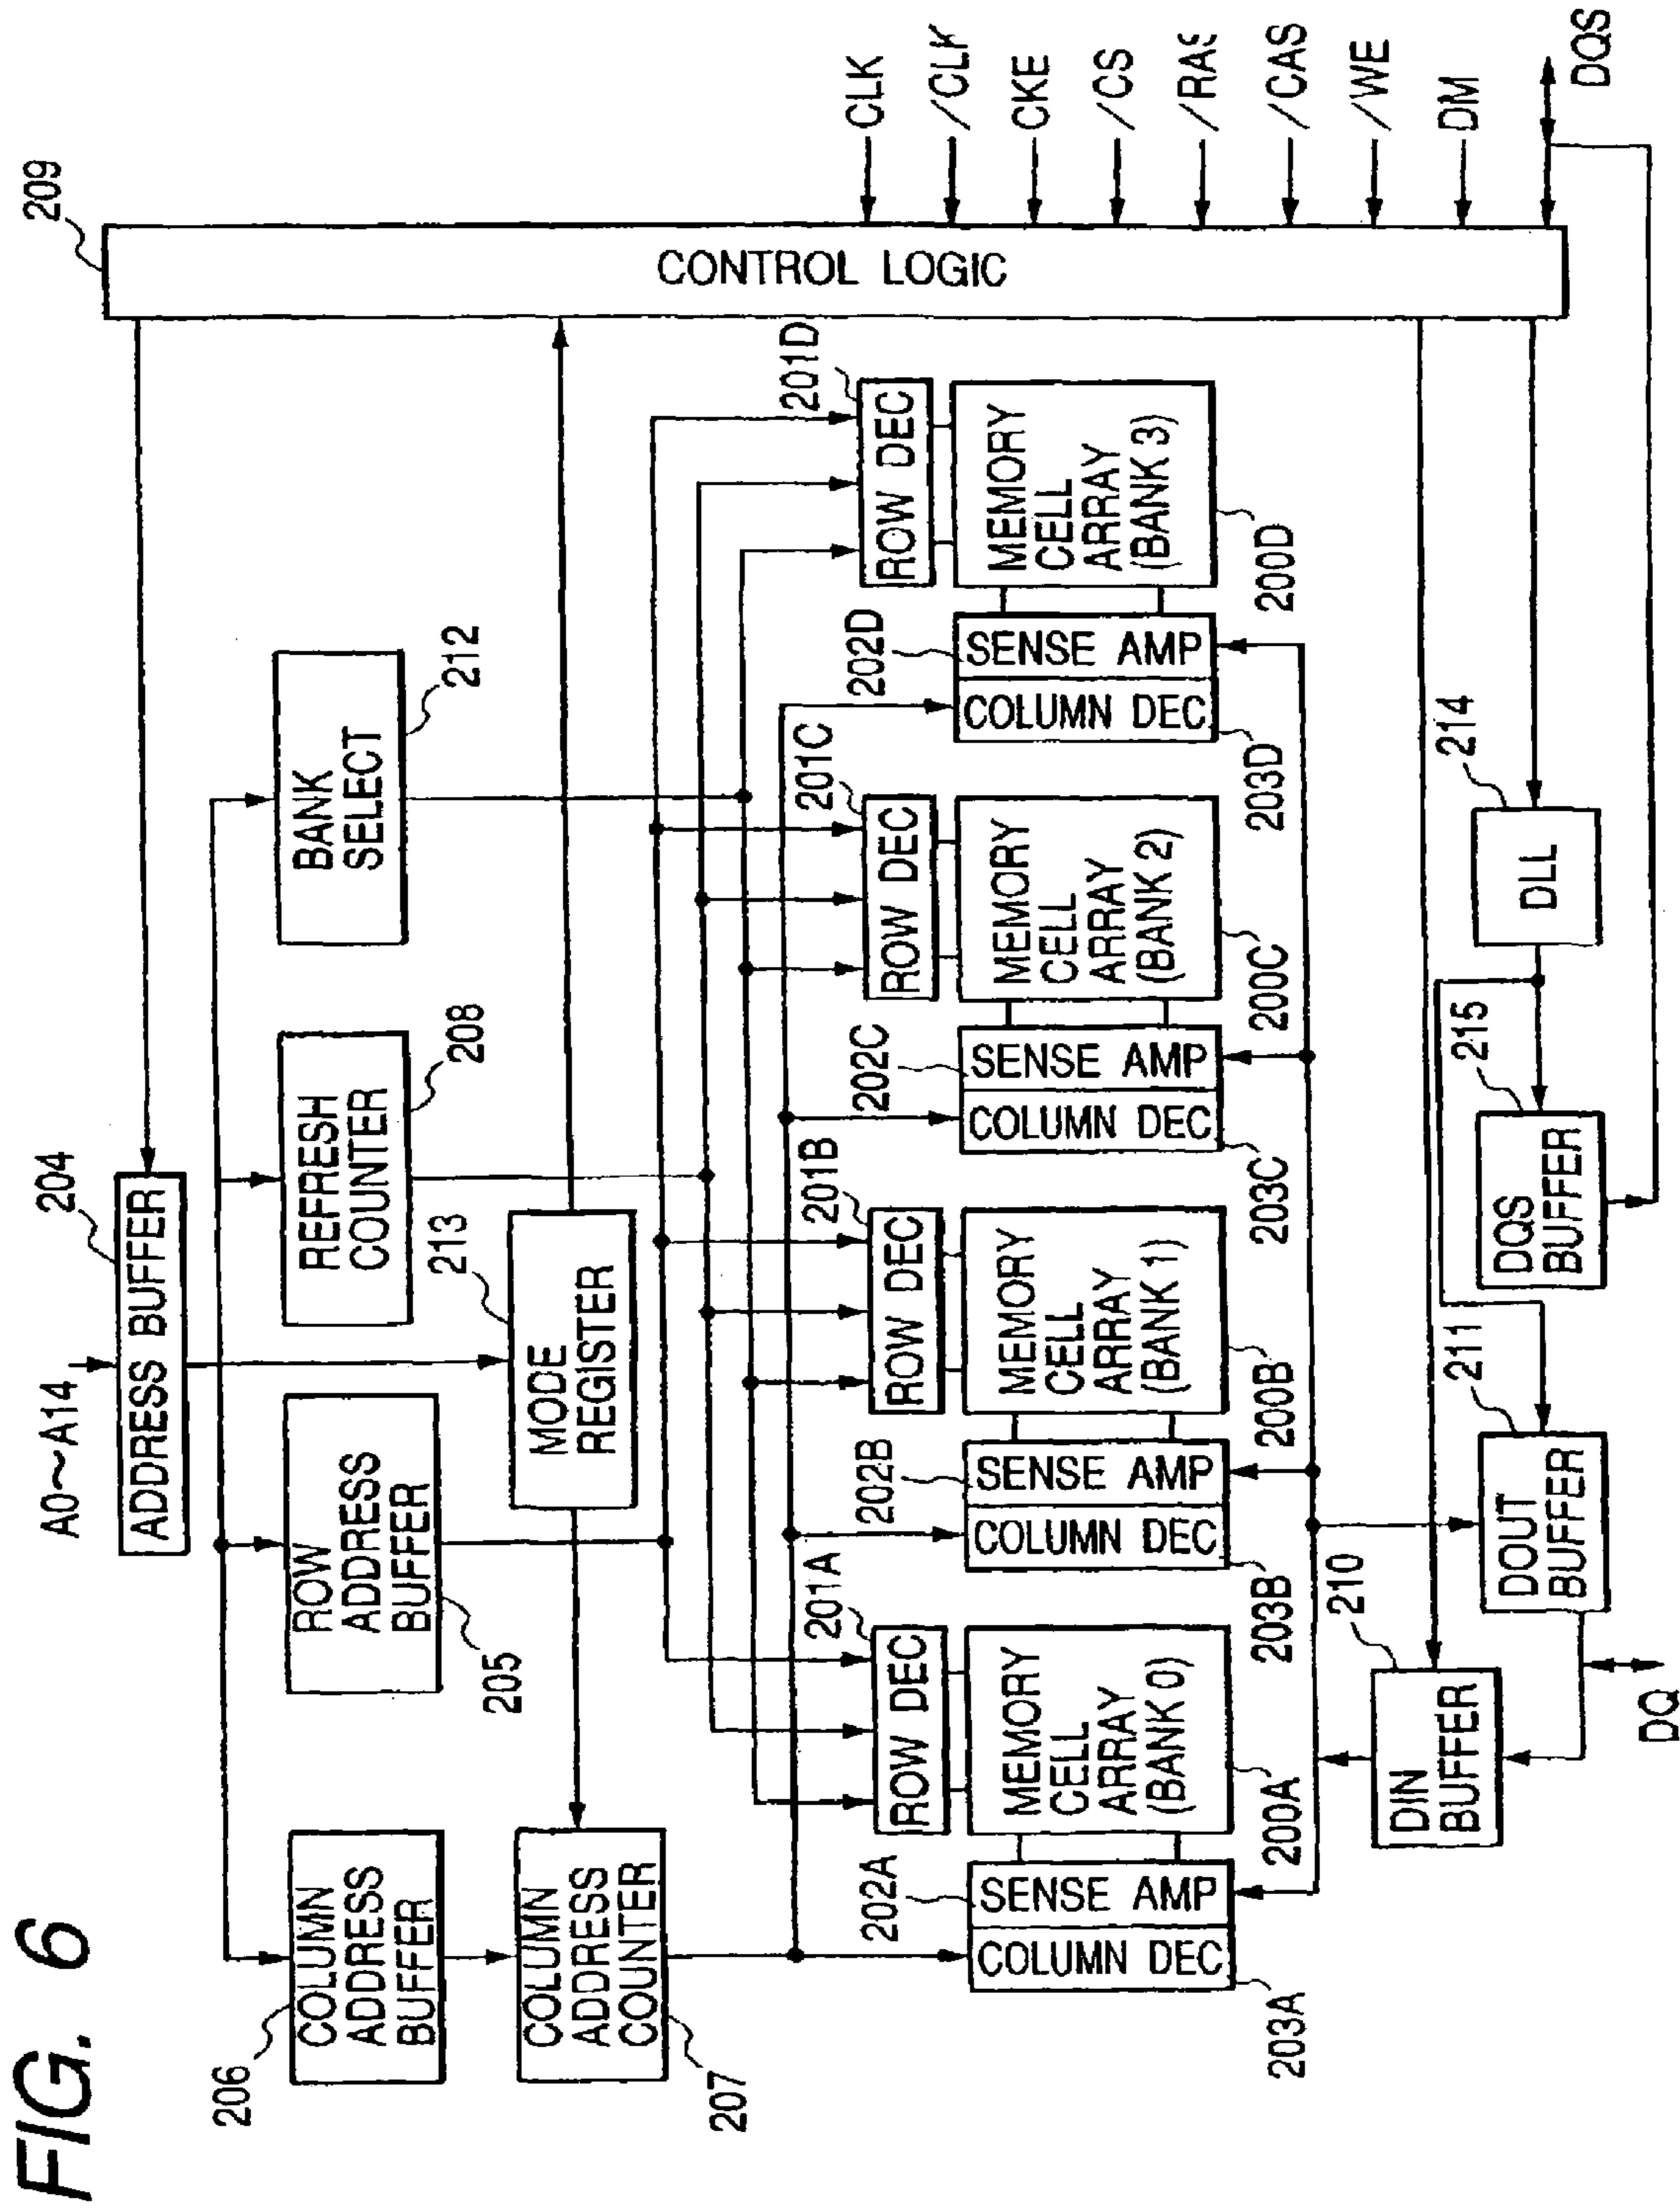 FIG. 6
A0~A14
204
ADDRESS BUFFER
209
CONTROL LOGIC
206
COLUMN
ADDRESS
BUFFER
ROW
ADDRESS
BUFFER
205
REFRESH
COUNTER
208
BANK
SELECT
212
COLUMN
ADDRESS
COUNTER
207
213
MODE
REGISTER
201A
ROW DEC
201B
ROW DEC
201C
ROW DEC
201D
ROW DEC
202A
SENSE AMP
COLUMN DEC
203A
MEMORY
CELL
ARRAY
(BANK 0)
200A
202B
SENSE AMP
COLUMN DEC
203B
MEMORY
CELL
ARRAY
(BANK 1)
200B
202C
SENSE AMP
COLUMN DEC
203C
MEMORY
CELL
ARRAY
(BANK 2)
200C
202D
SENSE AMP
COLUMN DEC
203D
MEMORY
CELL
ARRAY
(BANK 3)
200D
CLK
/CLK
CKE
/CS
/RAS
/CAS
/WE
DM
DQS
210
DIN
BUFFER
211
DOUT
BUFFER
215
DQS
BUFFER
214
DLL
DQ